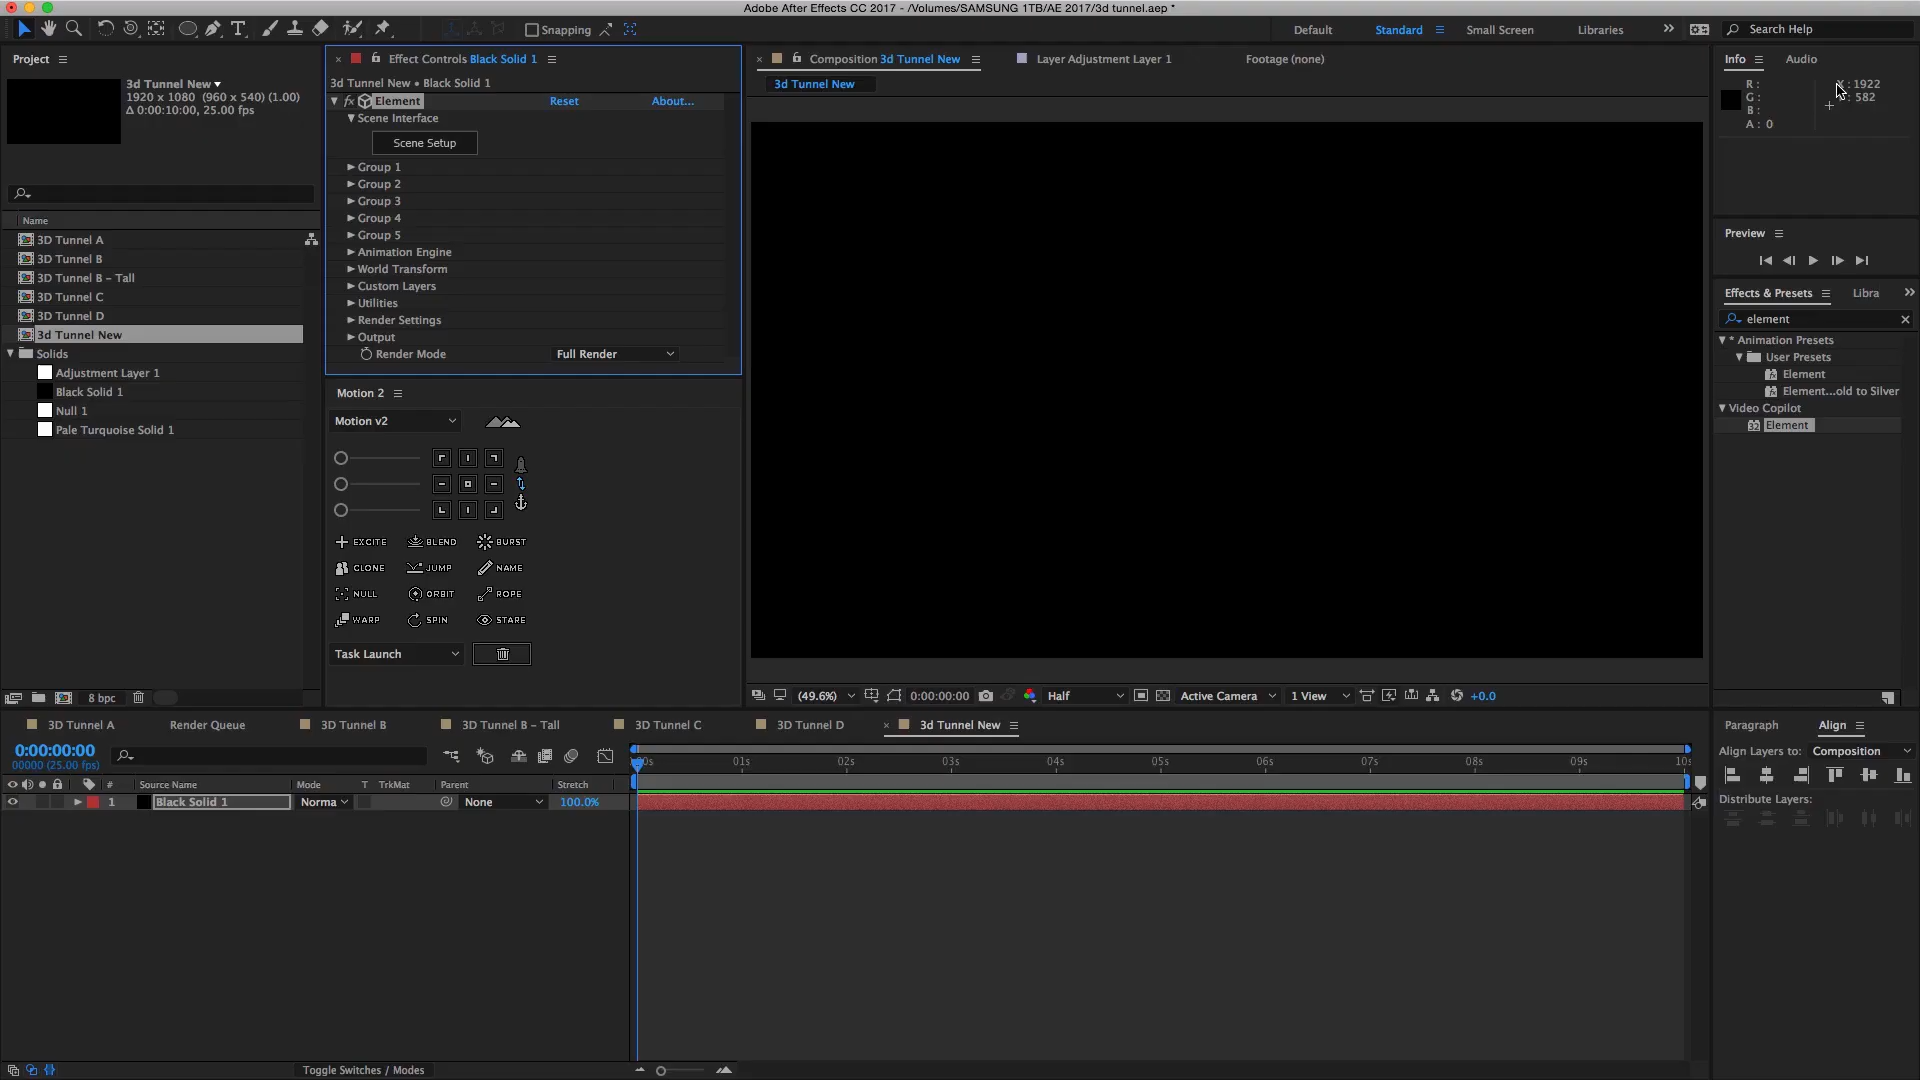 Adobe After Effects CC 2017 - /Volumes/SAMSUNG 1TB/AE 2017/3d tunnel.aep *
Snapping
Default
Standard
Small Screen
Libraries
Search Help
Project
3d Tunnel New
1920 x 1080 (960 x 540) (1.00)
Δ 0:00:10:00, 25.00 fps
Name
3D Tunnel A
3D Tunnel B
3D Tunnel B - Tall
3D Tunnel C
3D Tunnel D
3d Tunnel New
Solids
Adjustment Layer 1
Black Solid 1
Null 1
Pale Turquoise Solid 1
8 bpc
Effect Controls Black Solid 1
3d Tunnel New • Black Solid 1
fx Element
Reset
About...
Scene Interface
Scene Setup
Group 1
Group 2
Group 3
Group 4
Group 5
Animation Engine
World Transform
Custom Layers
Utilities
Render Settings
Output
Render Mode
Full Render
Motion 2
Motion v2
EXCITE
BLEND
BURST
CLONE
JUMP
NAME
NULL
ORBIT
ROPE
WARP
SPIN
STARE
Task Launch
Composition 3d Tunnel New
Layer Adjustment Layer 1
Footage (none)
3d Tunnel New
(49.6%)
0:00:00:00
Half
Active Camera
1 View
+0.0
Info
Audio
R :
G :
B :
A : 0
X : 1922
: 582
Preview
Effects & Presets
Libra
element
* Animation Presets
User Presets
Element
Element...old to Silver
Video Copilot
Element
3D Tunnel A
Render Queue
3D Tunnel B
3D Tunnel B - Tall
3D Tunnel C
3D Tunnel D
3d Tunnel New
0:00:00:00
00000 (25.00 fps)
#
Source Name
Mode
T
TrkMat
Parent
Stretch
1
Black Solid 1
Norma
None
100.0%
0s
01s
02s
03s
04s
05s
06s
07s
08s
09s
10s
Toggle Switches / Modes
Paragraph
Align
Align Layers to:
Composition
Distribute Layers: